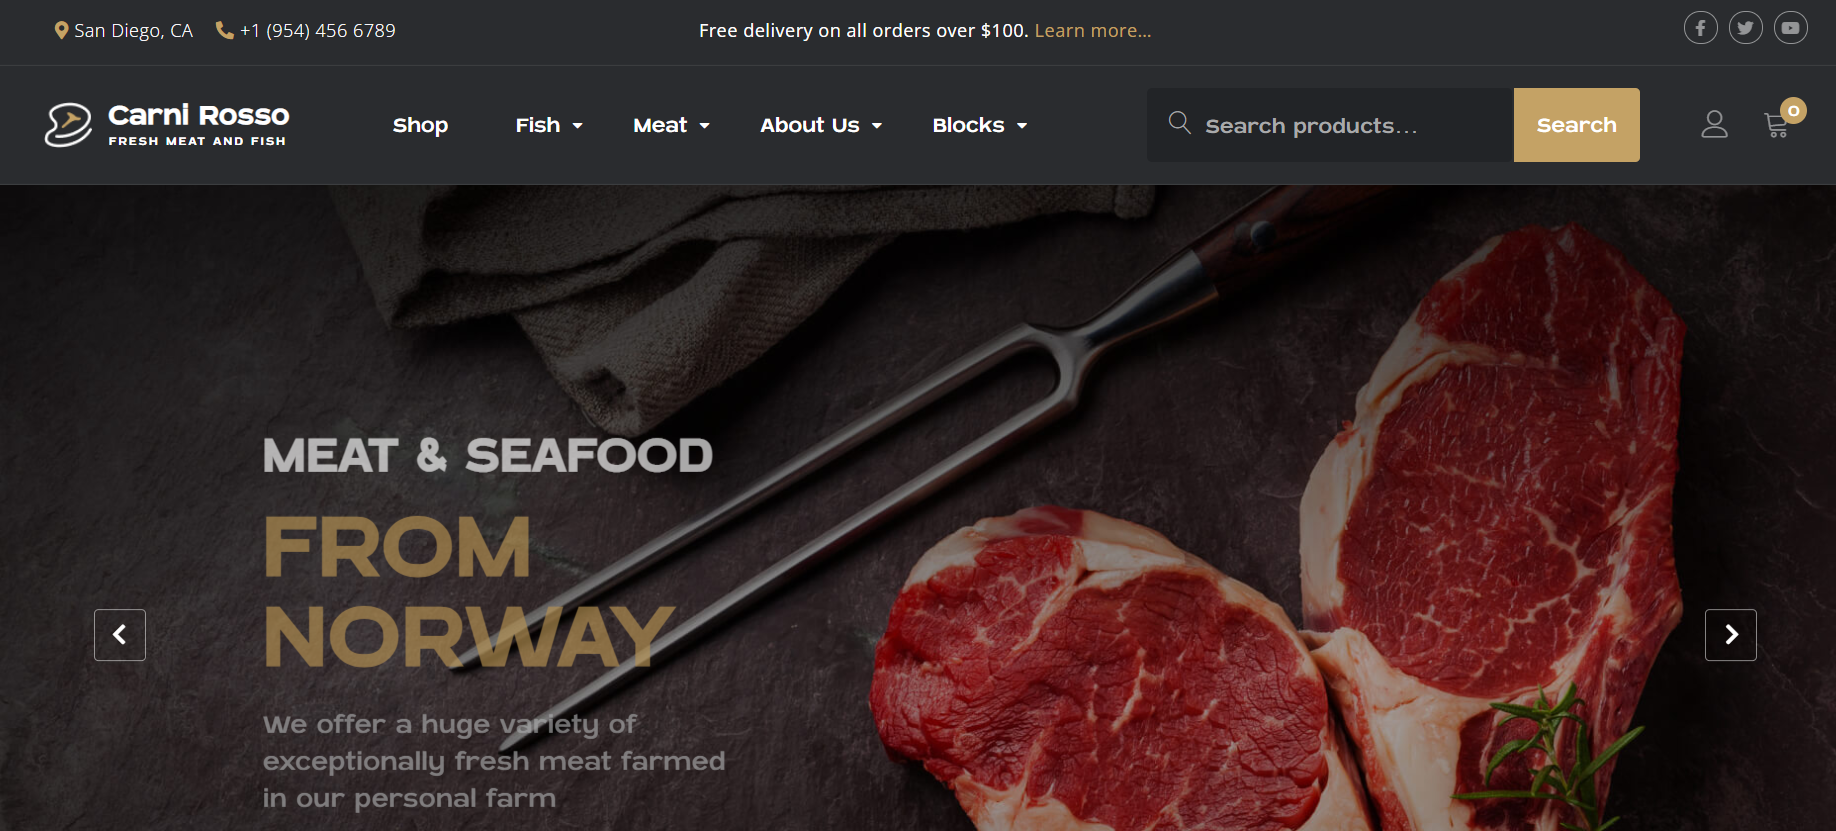 San Diego, CA +1 (954) 456 6789 Free delivery on all orders over $100. Learn more...
Carni Rosso
FRESH MEAT AND FISH
Shop Fish Meat About Us Blocks Search products... Search 0
MEAT & SEAFOOD
FROM
NORWAY
We offer a huge variety of
exceptionally fresh meat farmed
in our personal farm